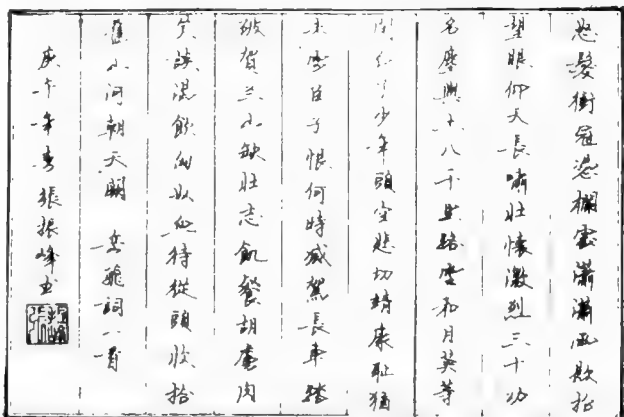 怒髮衝冠憑欄處瀟瀟雨歇抬
望眼仰天長嘯壯懷激烈三十功
名塵與土八千里路雲和月莫等
閑白了少年頭空悲切靖康恥猶
未雪臣子恨何時滅駕長車踏
破賀兰山缺壯志飢餐胡虜肉
笑談渴飲匈奴血待從頭收拾
舊山河朝天闕 岳飛詞一首
庚午年春張振峰书